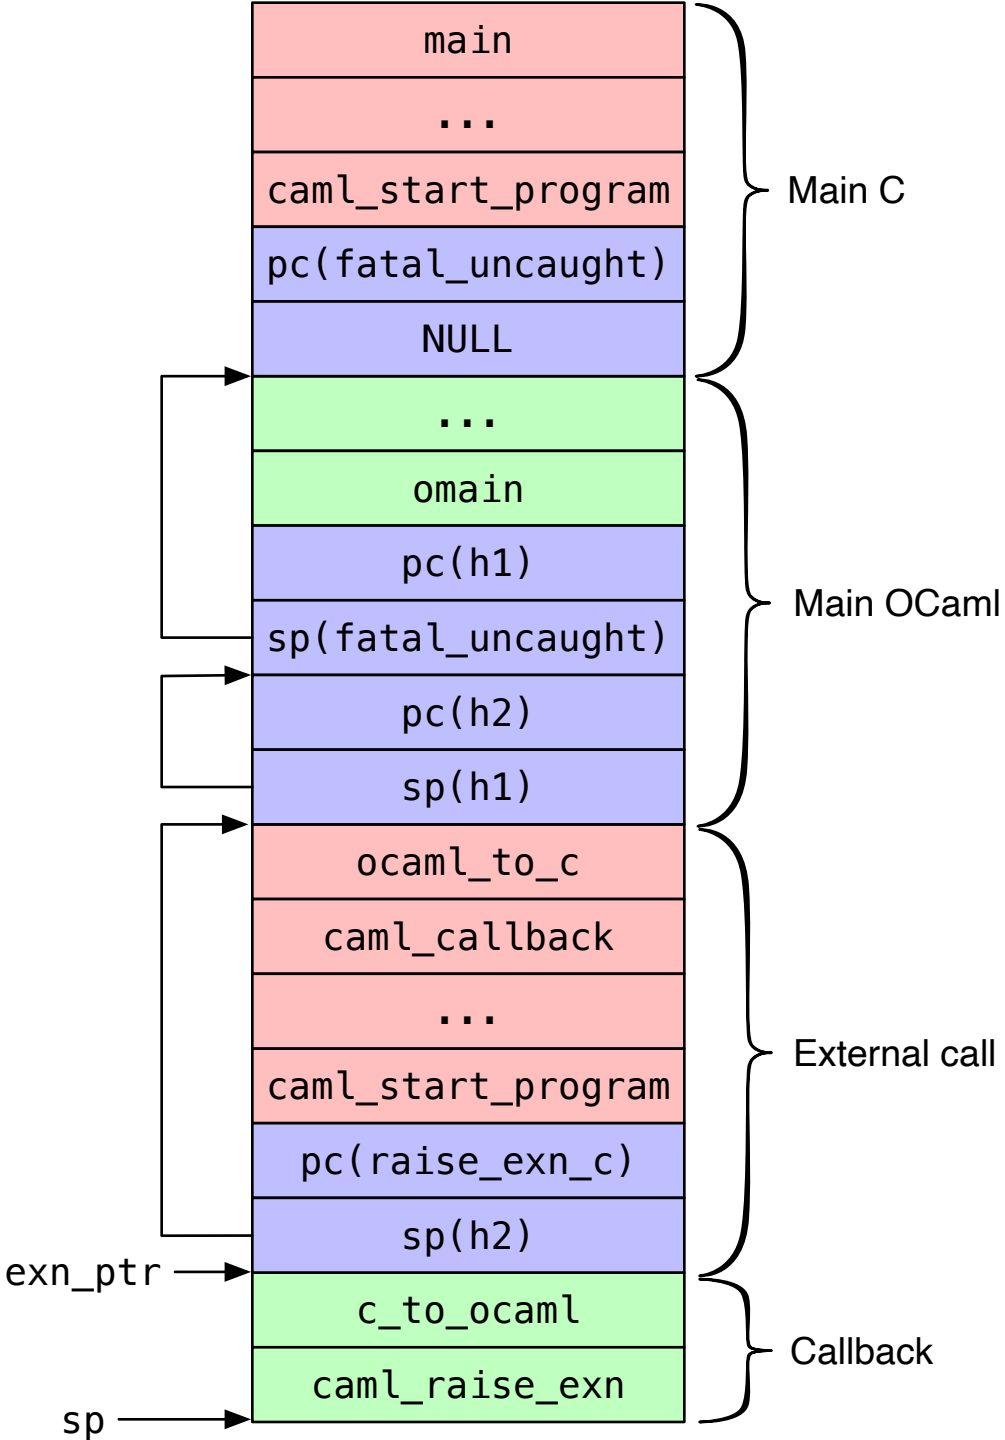 main
...
caml_start_program
Main C
pc(fatal_uncaught)
NULL
...
omain
pc(h1)
Main OCaml
sp(fatal_uncaught)
pc(h2)
sp(h1)
ocaml_to_c
caml_callback
...
External call
caml_start_program
pc(raise_exn_c)
sp(h2)
exn_ptr
c_to_ocaml
Callback
caml_raise_exn
sp